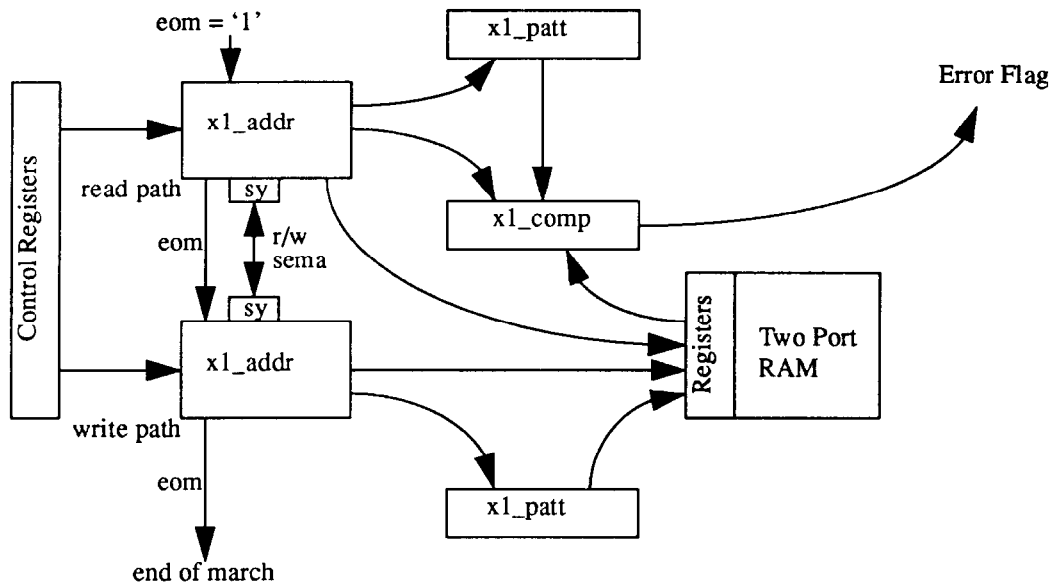 eom = ‘1’
x1_patt
Error Flag
x1_addr
Control Registers
read path
sy
x1_comp
eom
r/w
sema
sy
Registers
Two Port
RAM
x1_addr
write path
eom
x1_patt
end of march